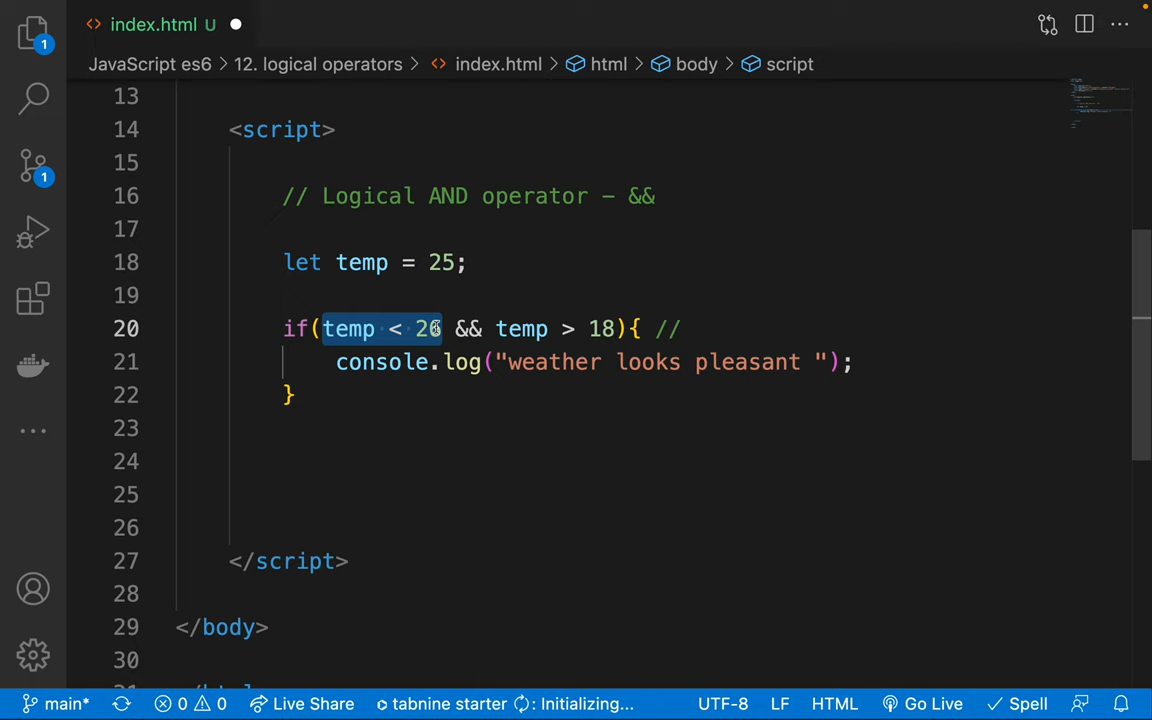 index.html U
JavaScript es6 > 12. logical operators > index.html > html > body > script
13
14 <script>
15
16 // Logical AND operator - &&
17
18 let temp = 25;
19
20 if(temp < 26 && temp > 18){ //
21 console.log("weather looks pleasant ");
22 }
23
24
25
26
27 </script>
28
29 </body>
30
1
1
main* 0 0 Live Share tabnine starter : Initializing... UTF-8 LF HTML Go Live Spell